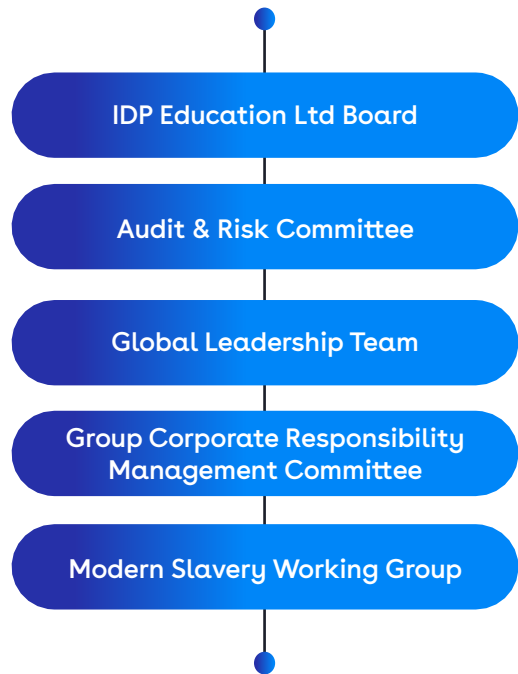 IDP Education Ltd Board
Audit & Risk Committee
Global Leadership Team
Group Corporate Responsibility
Management Committee
Modern Slavery Working Group